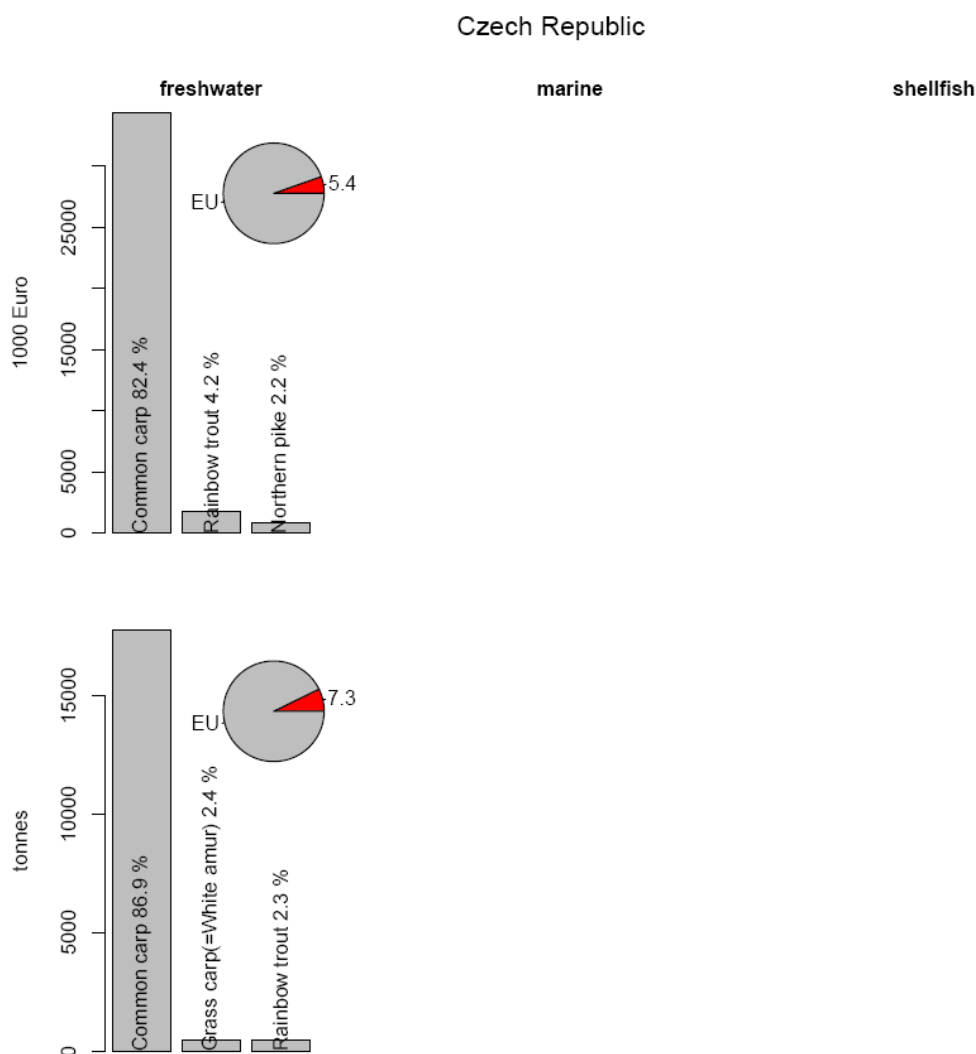 Czech Republic
freshwater
marine
shellfish
1000 Euro
25000
15000
5000
0
EU
5.4
Common carp 82.4 %
Rainbow trout 4.2 %
Northern pike 2.2 %
tonnes
15000
10000
5000
0
EU
7.3
Common carp 86.9 %
Grass carp(=White amur) 2.4 %
Rainbow trout 2.3 %